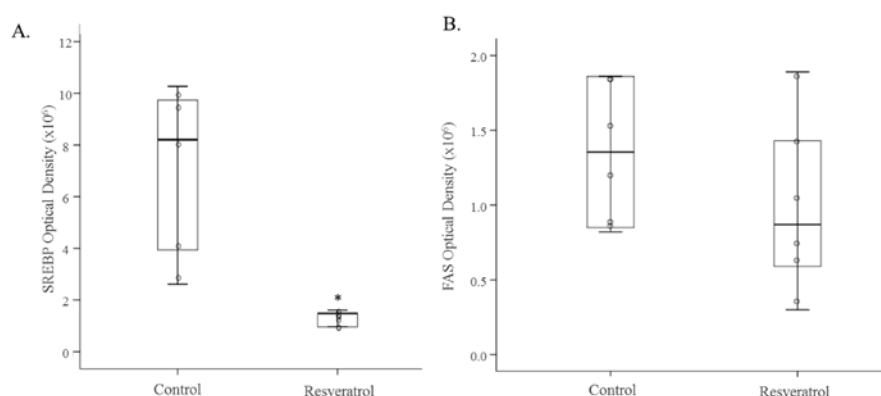 A.
SREBP Optical Density (x10⁶)
12
10
8
6
4
2
0
*
Control
Resveratrol
B.
FAS Optical Density (x10⁶)
2.0
1.5
1.0
0.5
0.0
Control
Resveratrol